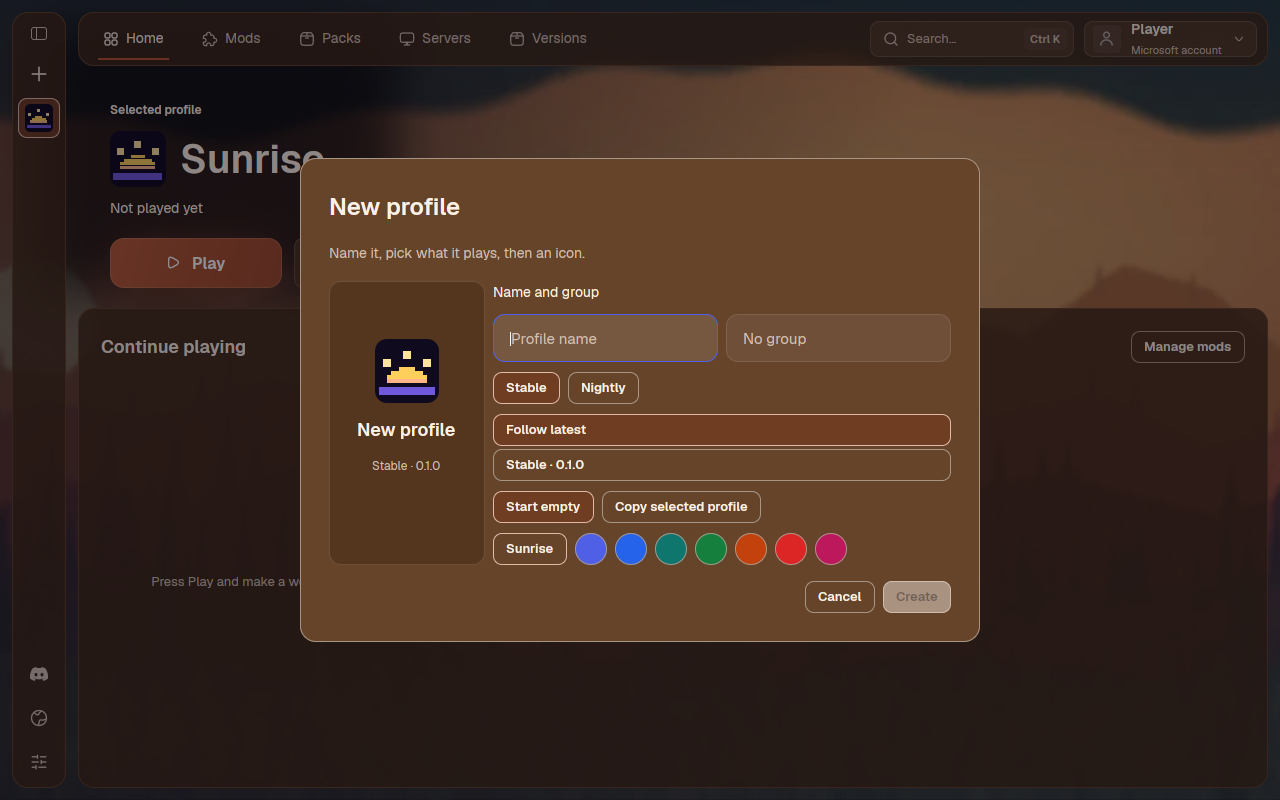 Home
Mods
Packs
Servers
Versions
Search...
Ctrl K
Player
Microsoft account
Selected profile
Sunrise
Not played yet
Play
Continue playing
Manage mods
Press Play and make a w
New profile
Name it, pick what it plays, then an icon.
Name and group
Profile name
No group
Stable
Nightly
Follow latest
Stable · 0.1.0
Start empty
Copy selected profile
Sunrise
New profile
Stable · 0.1.0
Cancel
Create